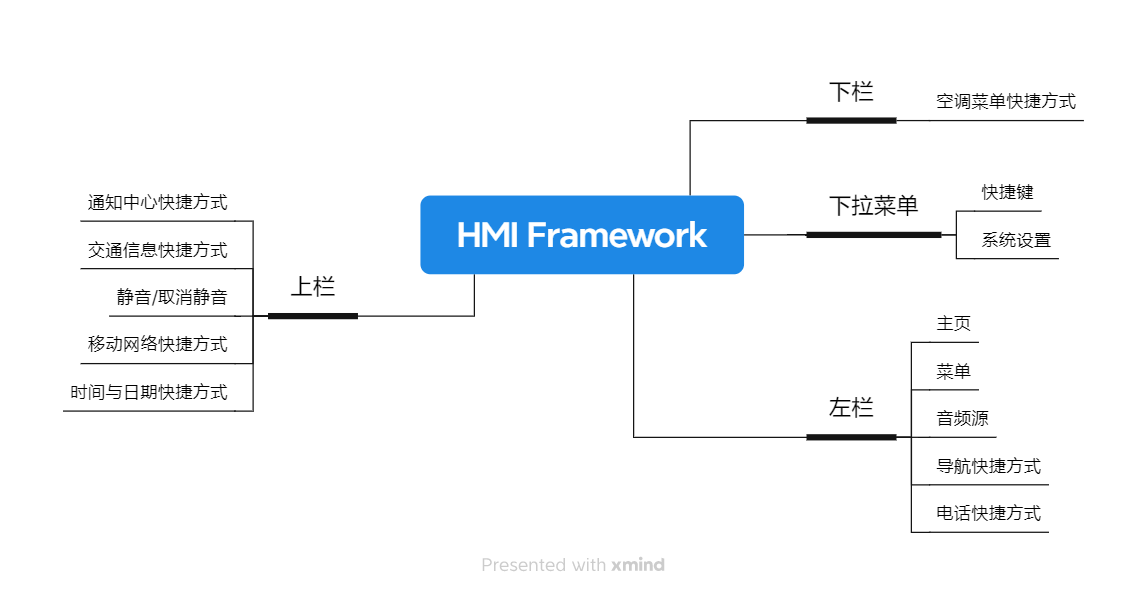 HMI Framework
下栏
空调菜单快捷方式
下拉菜单
快捷键
系统设置
左栏
主页
菜单
音频源
导航快捷方式
电话快捷方式
上栏
通知中心快捷方式
交通信息快捷方式
静音/取消静音
移动网络快捷方式
时间与日期快捷方式
Presented with xmind